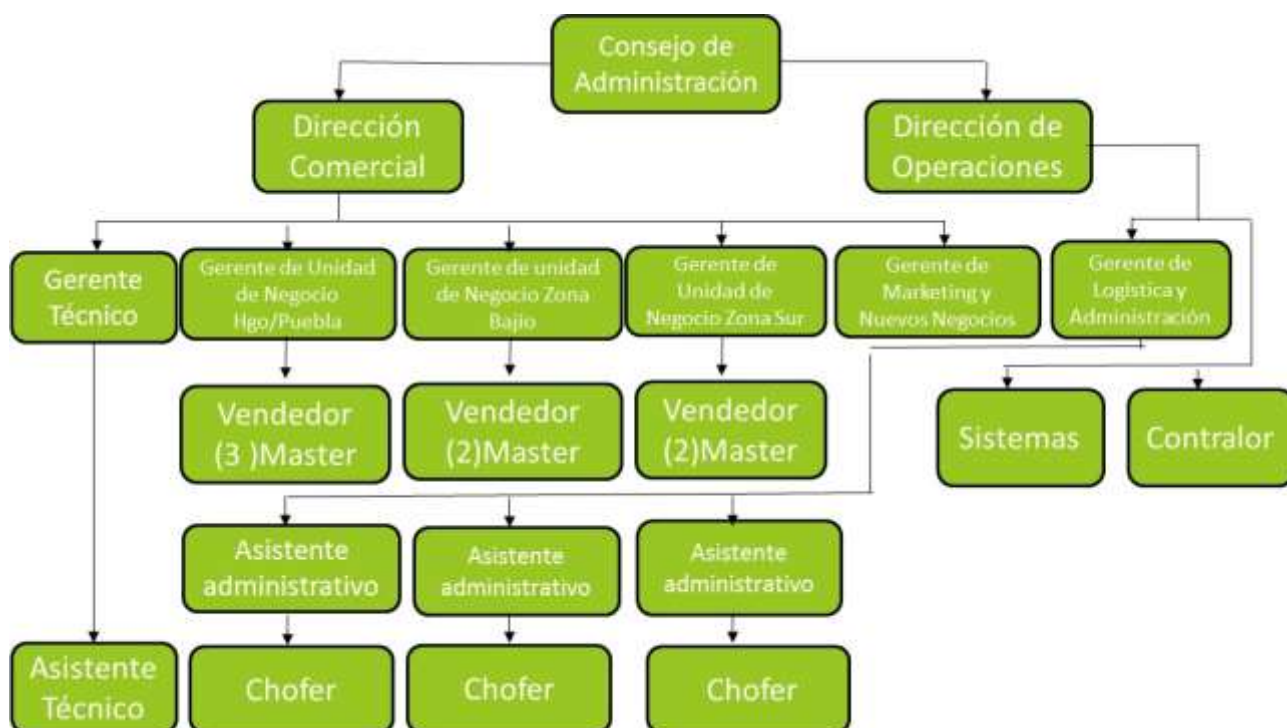 Consejo de
Administración
Dirección
Comercial
Dirección de
Operaciones
Gerente
Técnico
Gerente de Unidad
de Negocio
Hgo/Puebla
Gerente de unidad
de Negocio Zona
Bajio
Gerente de
Unidad de
Negocio Zona Sur
Gerente de
Marketing y
Nuevos Negocios
Gerente de
Logística y
Administración
Vendedor
(3 )Master
Vendedor
(2)Master
Vendedor
(2)Master
Sistemas
Contralor
Asistente
administrativo
Asistente
administrativo
Asistente
administrativo
Asistente
Técnico
Chofer
Chofer
Chofer